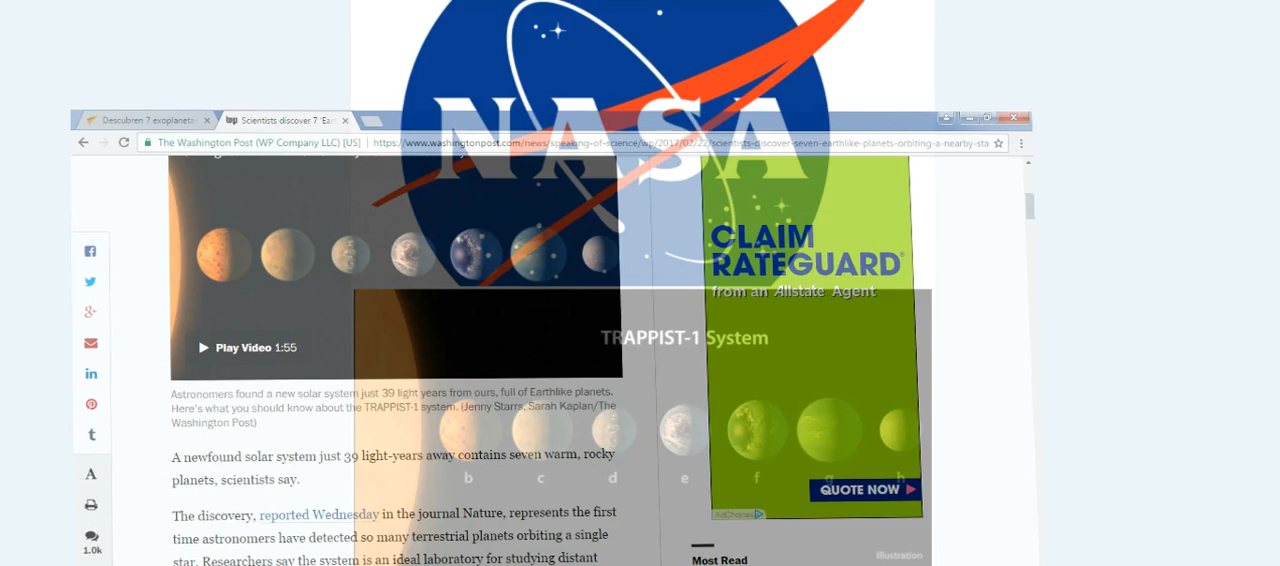 NASA
Descubren 7 exoplaneta
wp Scientists discover 7 'Ear
The Washington Post (WP Company LLC) [US] | https://www.washingtonpost.com/news/speaking-of-science/wp/2017/02/22/scientists-discover-seven-earthlike-planets-orbiting-a-nearby-sta
CLAIM
RATEGUARD®
from an Allstate Agent
TRAPPIST-1 System
Play Video 1:55
Astronomers found a new solar system just 39 light years from ours, full of Earthlike planets.
Here's what you should know about the TRAPPIST-1 system. (Jenny Starrs, Sarah Kaplan/The
Washington Post)
A newfound solar system just 39 light-years away contains seven warm, rocky
planets, scientists say.
b c d e f g h
QUOTE NOW
AdChoices
The discovery, reported Wednesday in the journal Nature, represents the first
time astronomers have detected so many terrestrial planets orbiting a single
star. Researchers say the system is an ideal laboratory for studying distant
A
1.0k
Illustration
Most Read